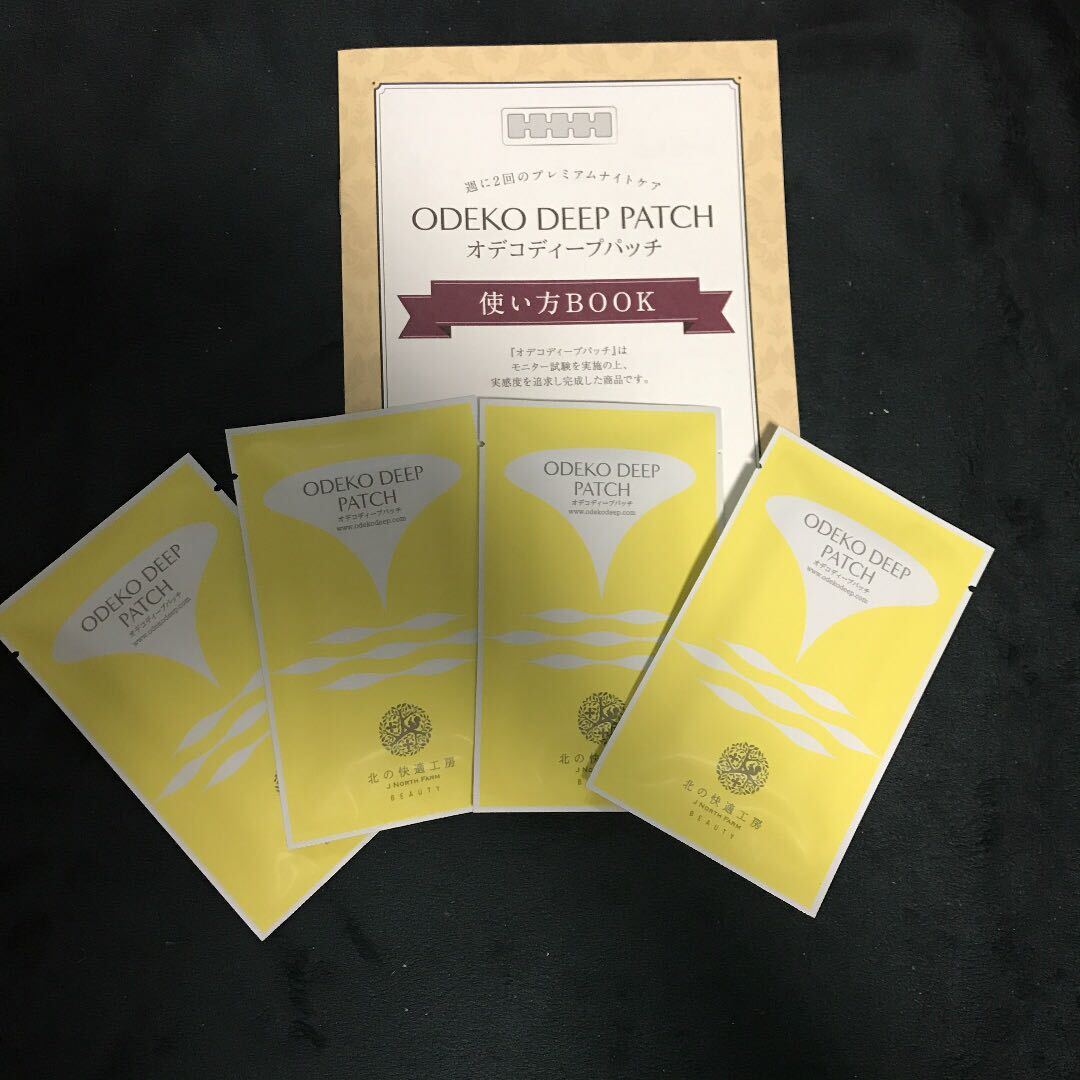 週に2回のプレミアムナイトケア
ODEKO DEEP PATCH
オデコディープパッチ
使い方BOOK
『オデコディープパッチ』は
モニター試験を実施の上、
実感度を追求し完成した商品です。
ODEKO DEEP
PATCH
オデコディープパッチ
www.odekodeep.com
ODEKO DEEP
PATCH
オデコディープパッチ
www.odekodeep.com
北の快適工房
J NORTH FARM
BEAUTY
ODEKO DEEP
PATCH
オデコディープパッチ
www.odekodeep.com
北の快適
J NORTH FARM
BEAUTY
ODEKO DEEP
PATCH
オデコディープパッチ
www.odekodeep.com
北の快適工房
J NORTH FARM
BEAUTY